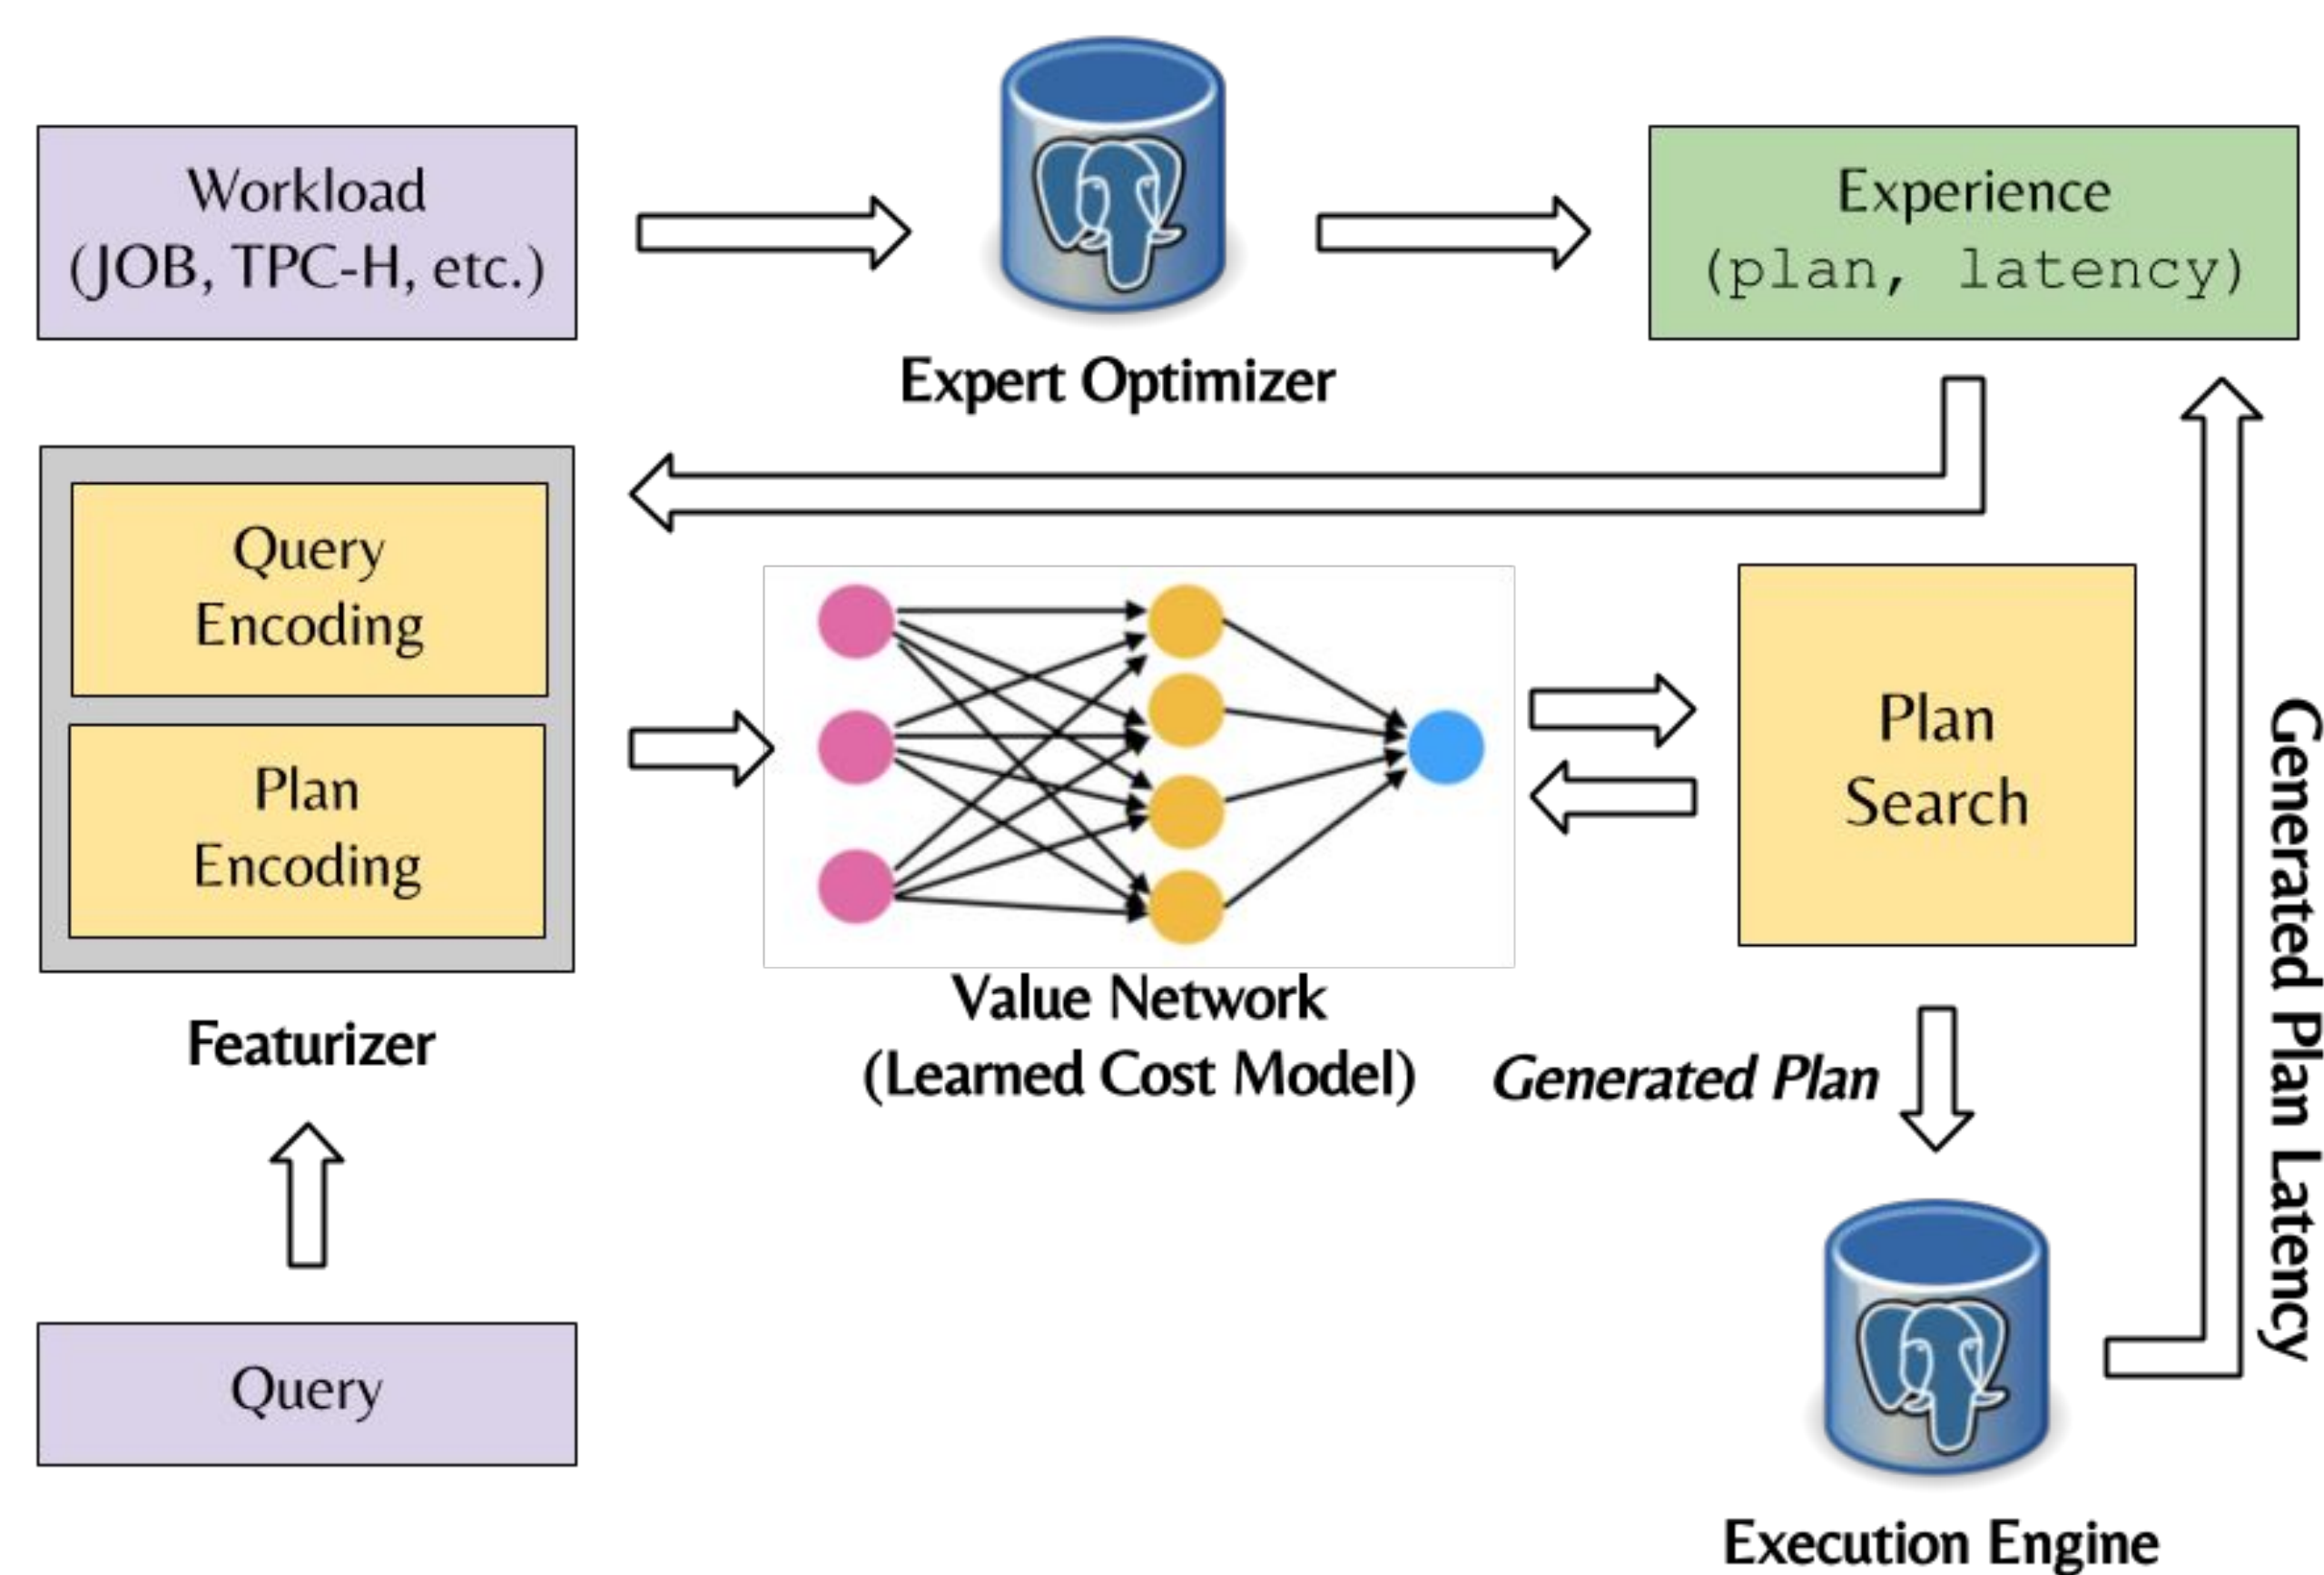 Workload
(JOB, TPC-H, etc.)
Expert Optimizer
Experience
(plan, latency)
Query
Encoding
Plan
Encoding
Featurizer
Value Network
(Learned Cost Model)
Plan
Search
Generated Plan
Generated Plan Latency
Query
Execution Engine